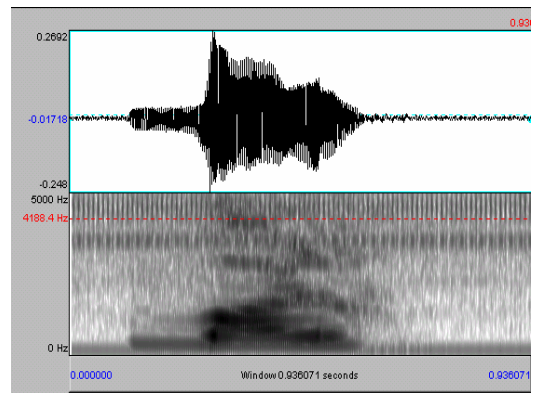 0.93
0.2692
-0.01718
-0.248
5000 Hz
4188.4 Hz
0 Hz
0.000000 Window 0.936071 seconds 0.936071